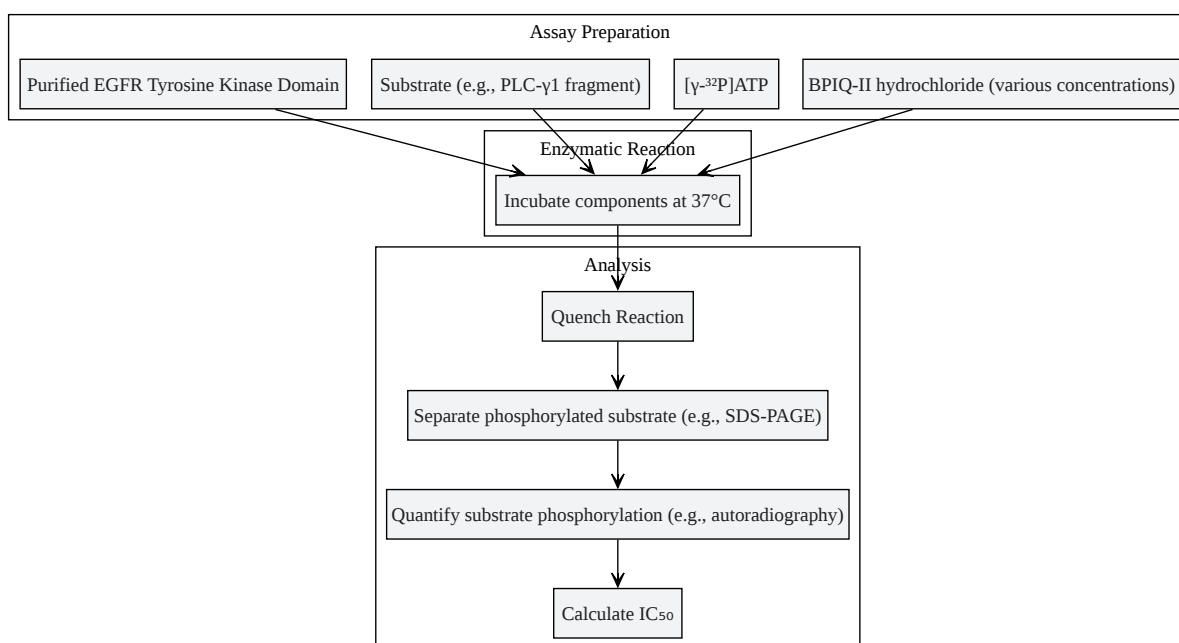 Assay Preparation
Purified EGFR Tyrosine Kinase Domain
Substrate (e.g., PLC-γ1 fragment)
[γ-³²P]ATP
BPIQ-II hydrochloride (various concentrations)
Enzymatic Reaction
Incubate components at 37°C
Analysis
Quench Reaction
Separate phosphorylated substrate (e.g., SDS-PAGE)
Quantify substrate phosphorylation (e.g., autoradiography)
Calculate IC₅₀